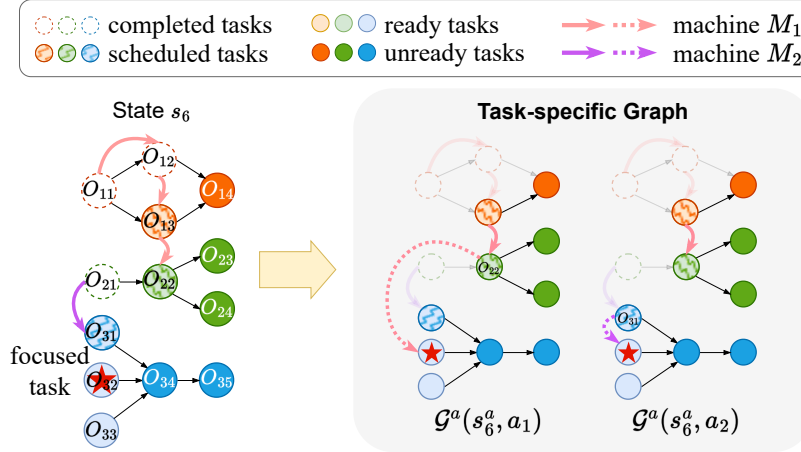 completed tasks ready tasks machine M₁
scheduled tasks unready tasks machine M₂
State s₆
Task-specific Graph
O₁₂
O₁₁
O₁₄
O₁₃
O₂₃
O₂₁
O₂₂
O₂₄
O₃₁
focused
task
O₃₂
O₃₄
O₃₅
O₃₃
O₂₂
O₃₁
𝒢ᵃ(s₆ᵃ, a₁)
𝒢ᵃ(s₆ᵃ, a₂)